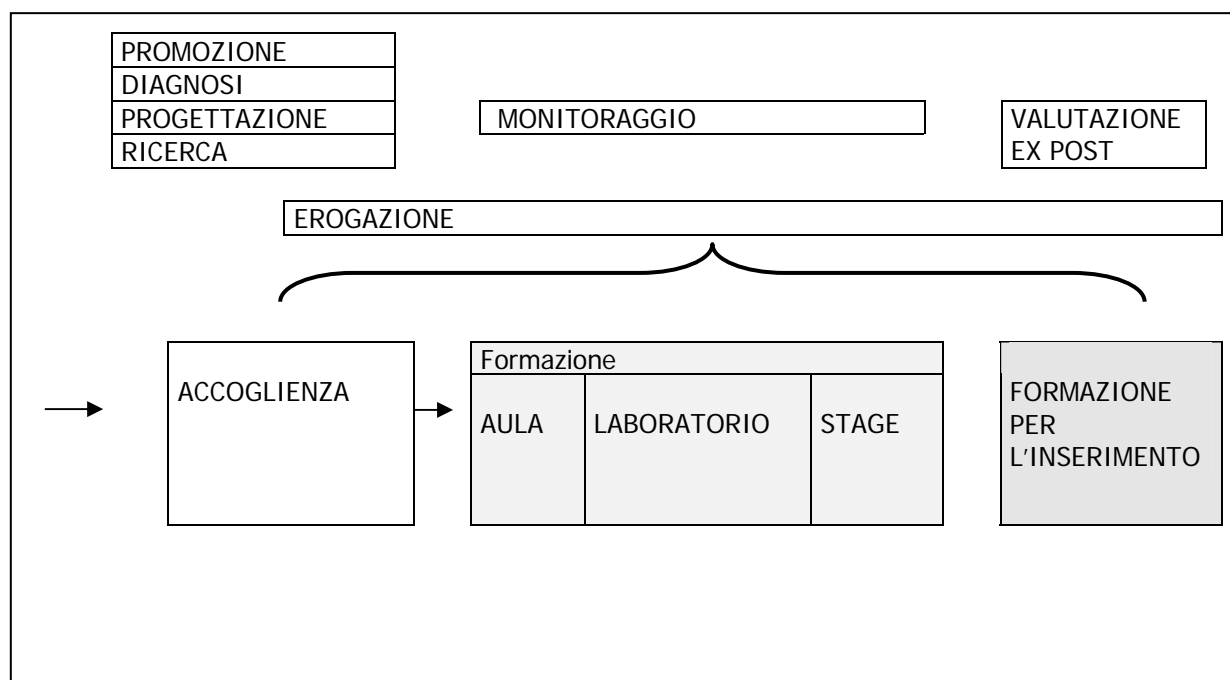 PROMOZIONE
DIAGNOSI
PROGETTAZIONE
RICERCA
MONITORAGGIO
VALUTAZIONE
EX POST
EROGAZIONE
ACCOGLIENZA
Formazione
AULA
LABORATORIO
STAGE
FORMAZIONE
PER
L'INSERIMENTO